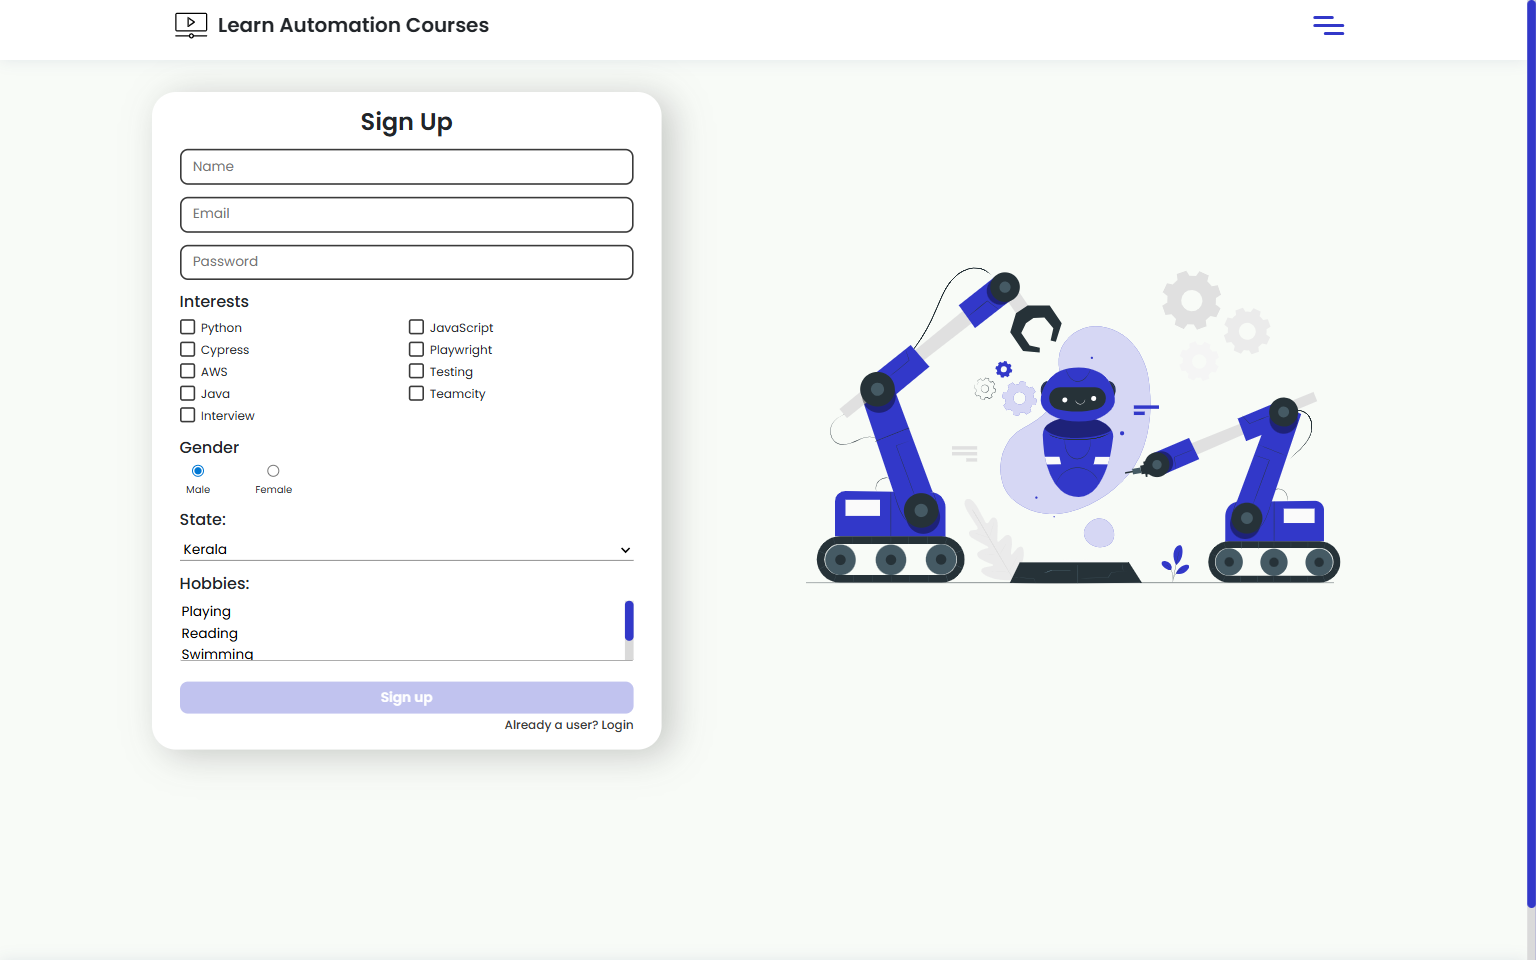 Learn Automation Courses
Sign Up
Name
Email
Password
Interests
Python
JavaScript
Cypress
Playwright
AWS
Testing
Java
Teamcity
Interview
Gender
Male
Female
State:
Kerala
Hobbies:
Playing
Reading
Swimming
Sign up
Already a user? Login